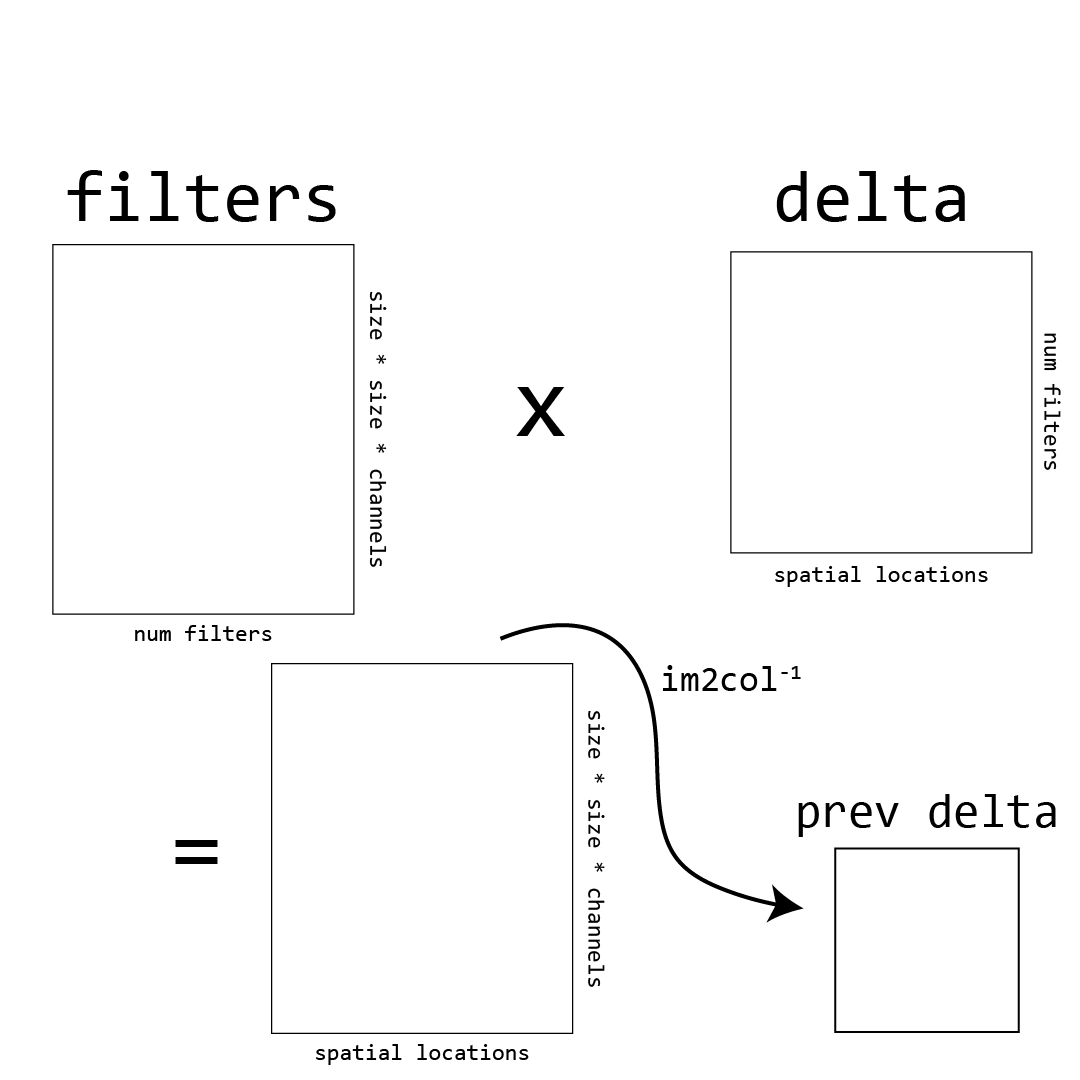 filters
delta
size * size * channels
x
num filters
spatial locations
num filters
im2col⁻¹
size * size * channels
prev delta
=
spatial locations